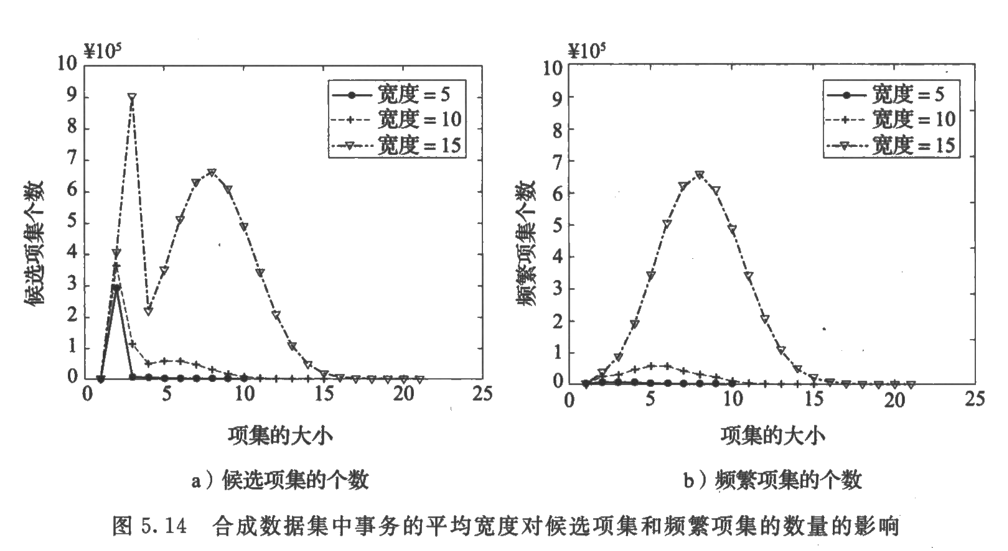 ¥10⁵
10
9
8
7
6
5
4
3
2
1
0
候选项集个数
宽度 = 5
宽度 = 10
宽度 = 15
0 5 10 15 20 25
项集的大小
a）候选项集的个数
¥10⁵
10
9
8
7
6
5
4
3
2
1
0
频繁项集个数
宽度 = 5
宽度 = 10
宽度 = 15
0 5 10 15 20 25
项集的大小
b）频繁项集的个数
图 5.14 合成数据集中事务的平均宽度对候选项集和频繁项集的数量的影响